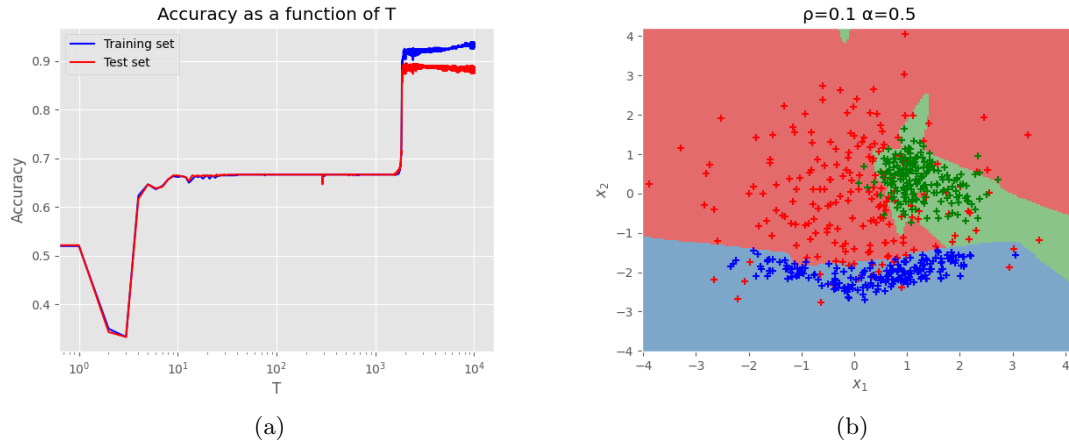 Accuracy as a function of T
Training set
Test set
Accuracy
0.9
0.8
0.7
0.6
0.5
0.4
10⁰ 10¹ 10² 10³ 10⁴
T
(a)
ρ=0.1 α=0.5
x₂
4
3
2
1
0
−1
−2
−3
−4
−4 −3 −2 −1 0 1 2 3 4
x₁
(b)